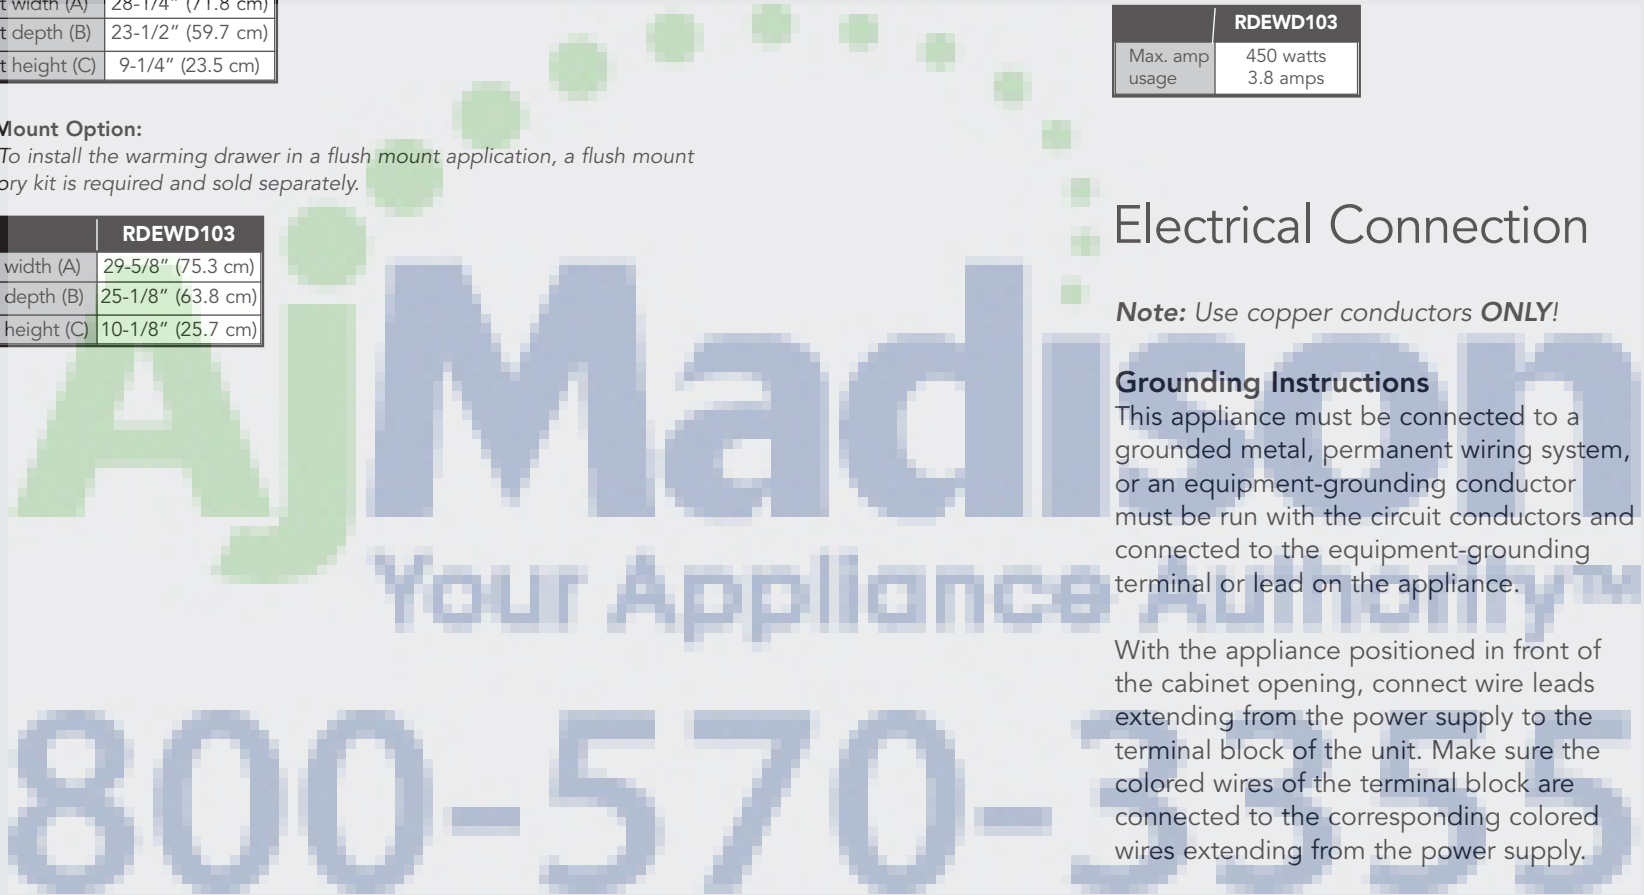 t width (A) 28-1/4” (71.8 cm)
t depth (B) 23-1/2” (59.7 cm)
t height (C) 9-1/4” (23.5 cm)
Mount Option:
To install the warming drawer in a flush mount application, a flush mount
ory kit is required and sold separately.
RDEWD103
width (A) 29-5/8” (75.3 cm)
depth (B) 25-1/8” (63.8 cm)
height (C) 10-1/8” (25.7 cm)
RDEWD103
Max. amp 450 watts
usage 3.8 amps
Electrical Connection
Note: Use copper conductors ONLY!
Grounding Instructions
This appliance must be connected to a
grounded metal, permanent wiring system,
or an equipment-grounding conductor
must be run with the circuit conductors and
connected to the equipment-grounding
terminal or lead on the appliance.
With the appliance positioned in front of
the cabinet opening, connect wire leads
extending from the power supply to the
terminal block of the unit. Make sure the
colored wires of the terminal block are
connected to the corresponding colored
wires extending from the power supply.
AjMadison
Your Appliance Authority™
800-570-3355